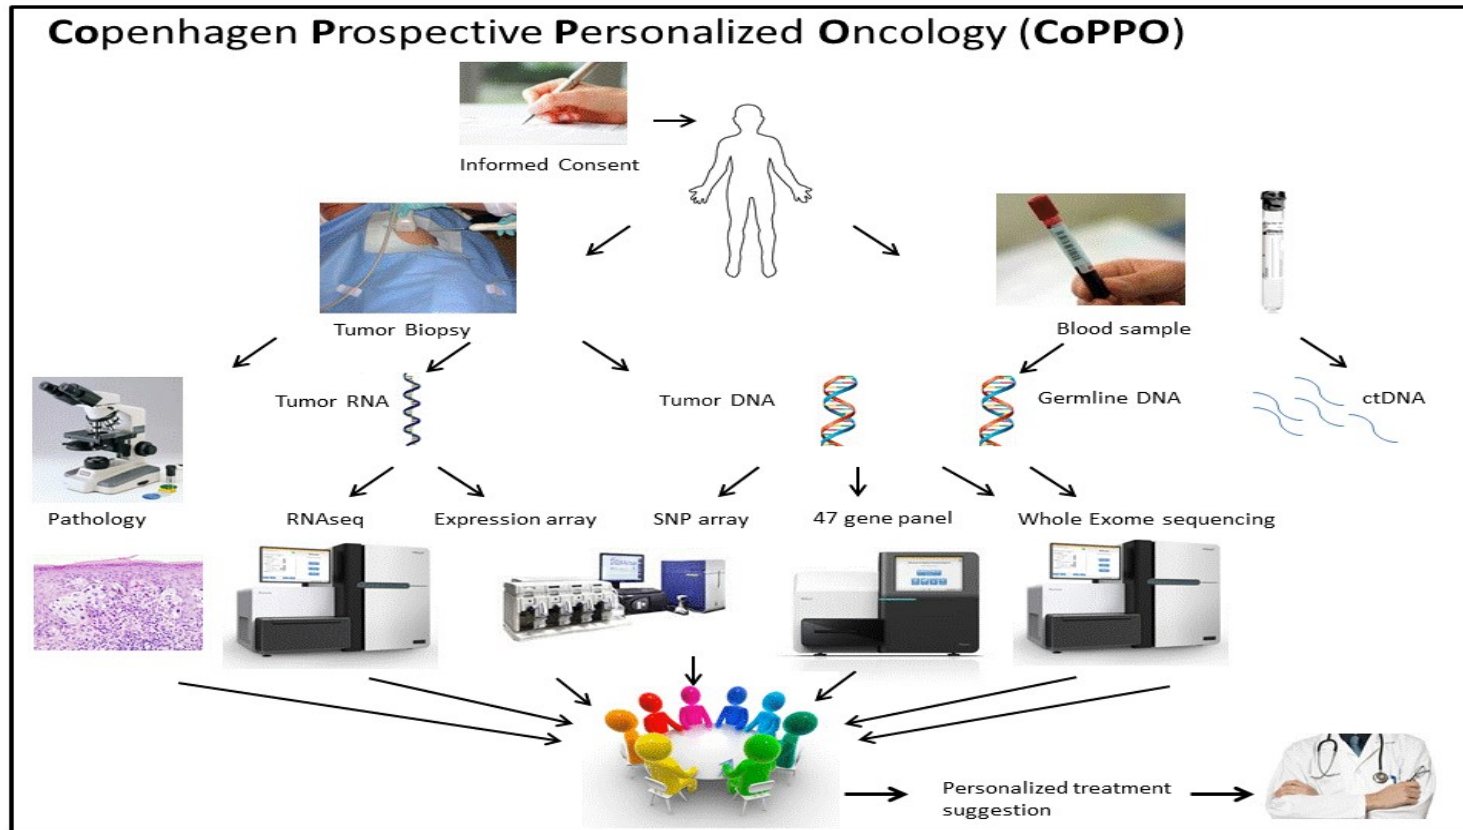 Copenhagen Prospective Personalized Oncology (CoPPO)
Informed Consent
Tumor Biopsy
Blood sample
Tumor RNA
Tumor DNA
Germline DNA
ctDNA
Pathology
RNAseq
Expression array
SNP array
47 gene panel
Whole Exome sequencing
Personalized treatment
suggestion